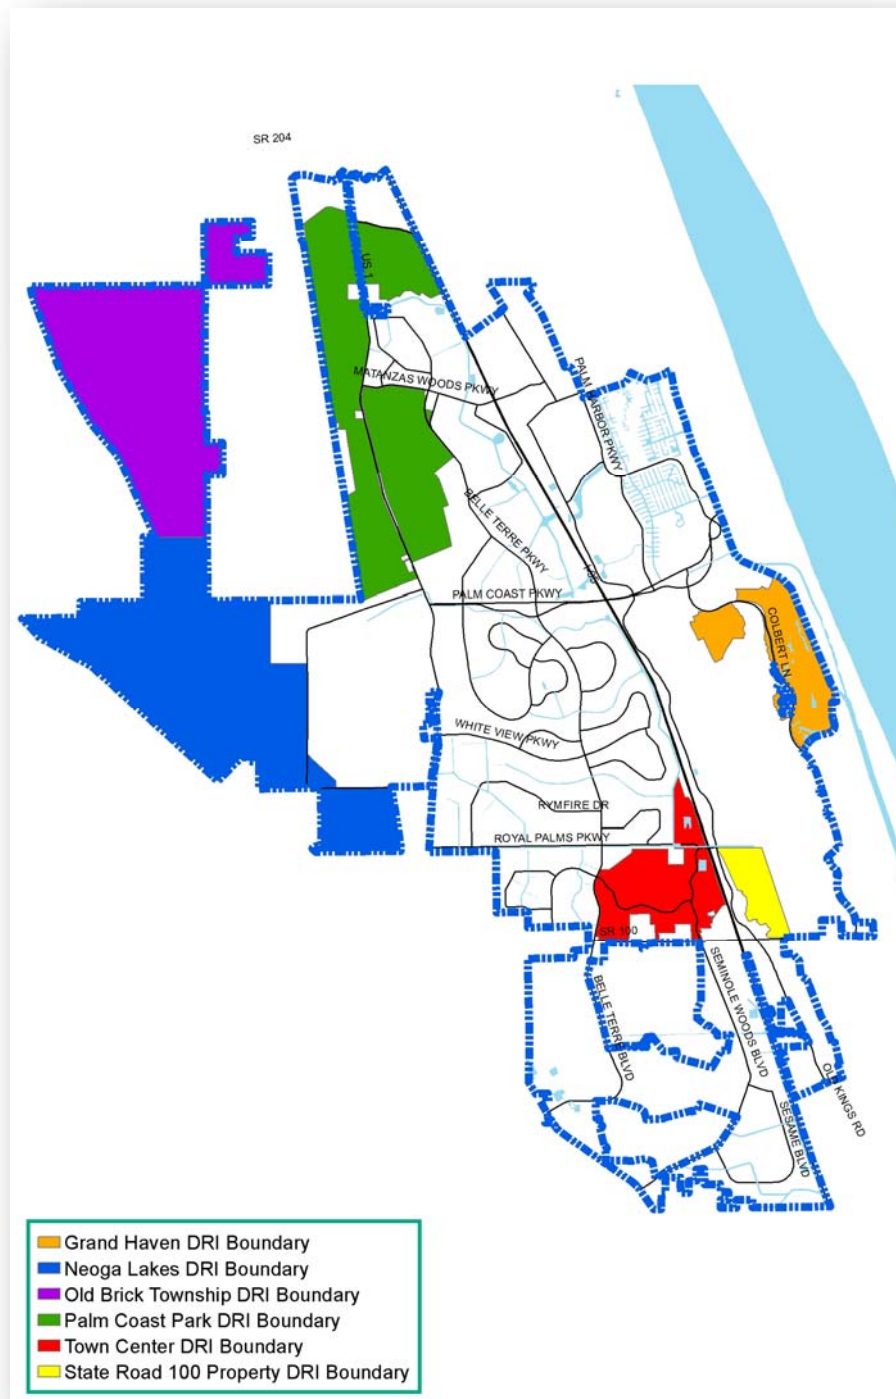 SR 204
US 1
MATANZAS WOODS PKWY
PALM HARBOR PKWY
BELLE TERRE PKWY
I-95
PALM COAST PKWY
COLBERT LN
WHITE VIEW PKWY
RYMFIRE DR
ROYAL PALMS PKWY
SR 100
BELLE TERRE BLVD
SEMINOLE WOODS BLVD
OLD KINGS RD
SESAME BLVD
Grand Haven DRI Boundary
Neoga Lakes DRI Boundary
Old Brick Township DRI Boundary
Palm Coast Park DRI Boundary
Town Center DRI Boundary
State Road 100 Property DRI Boundary